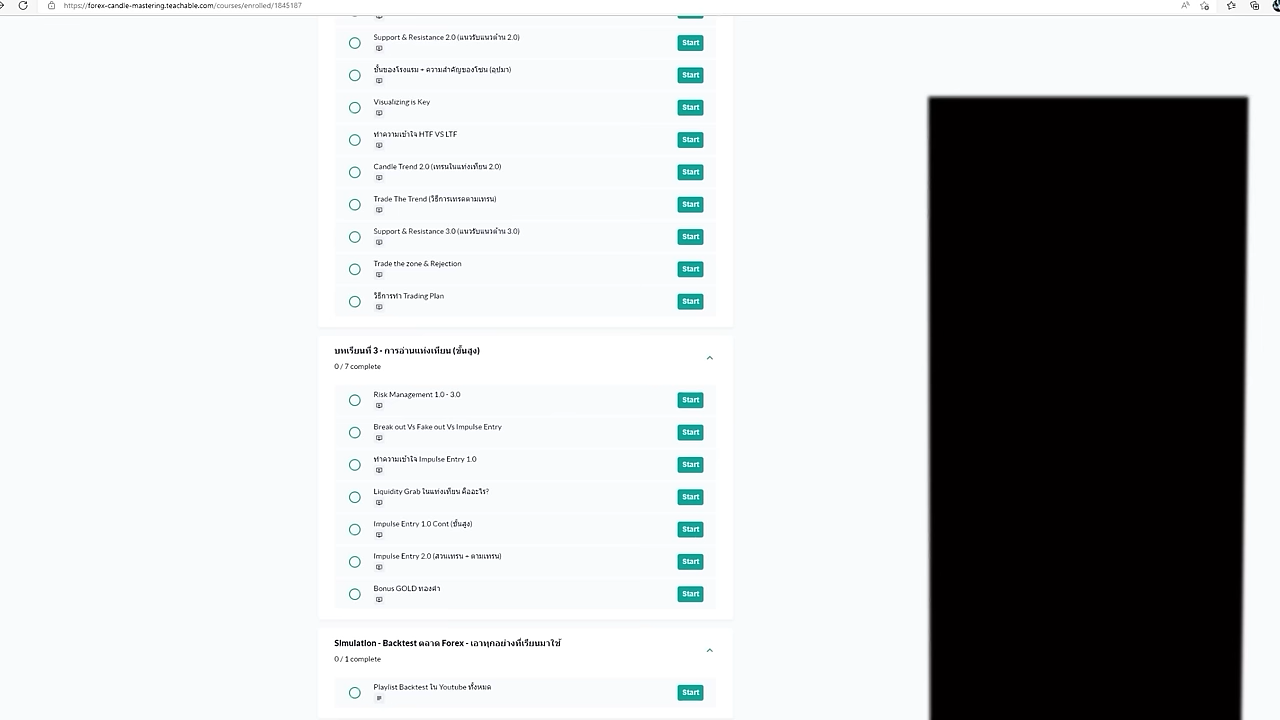 https://forex-candle-mastering.teachable.com/courses/enrolled/1845187
Support & Resistance 2.0 (แนวรับแนวต้าน 2.0)
Start
ชั้นของโรงแรม + ความสำคัญของโซน (อุปมา)
Start
Visualizing is Key
Start
ทำความเข้าใจ HTF VS LTF
Start
Candle Trend 2.0 (เทรนในแท่งเทียน 2.0)
Start
Trade The Trend (วิธีการเทรดตามเทรน)
Start
Support & Resistance 3.0 (แนวรับแนวต้าน 3.0)
Start
Trade the zone & Rejection
Start
วิธีการทำ Trading Plan
Start
บทเรียนที่ 3 - การอ่านแท่งเทียน (ขั้นสูง)
0 / 7 complete
Risk Management 1.0 - 3.0
Start
Break out Vs Fake out Vs Impulse Entry
Start
ทำความเข้าใจ Impulse Entry 1.0
Start
Liquidity Grab ในแท่งเทียน คืออะไร?
Start
Impulse Entry 1.0 Cont (ขั้นสูง)
Start
Impulse Entry 2.0 (สวนเทรน + ตามเทรน)
Start
Bonus GOLD ทองคำ
Start
Simulation - Backtest ตลาด Forex - เอาทุกอย่างที่เรียนมาใช้
0 / 1 complete
Playlist Backtest ใน Youtube ทั้งหมด
Start